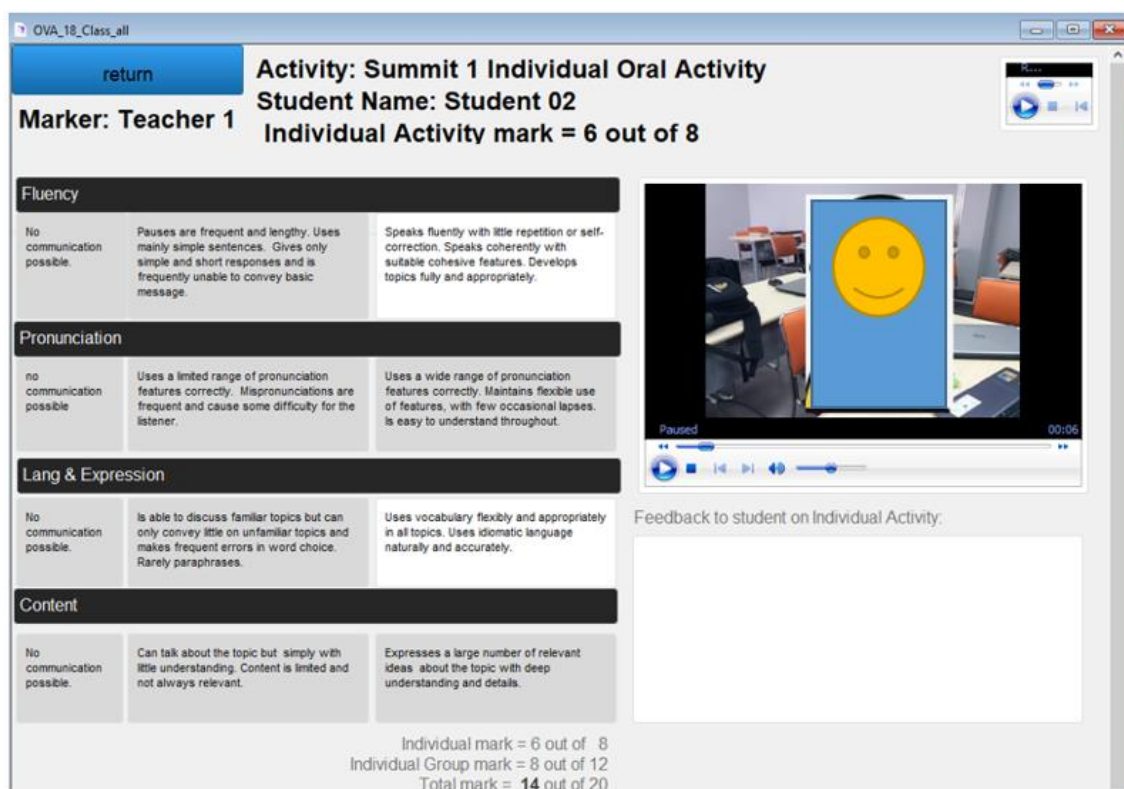 OVA_18_Class_all
return
Activity: Summit 1 Individual Oral Activity
Student Name: Student 02
Marker: Teacher 1
Individual Activity mark = 6 out of 8
R...
Fluency
No
communication
possible.
Pauses are frequent and lengthy. Uses
mainly simple sentences. Gives only
simple and short responses and is
frequently unable to convey basic
message.
Speaks fluently with little repetition or self-
correction. Speaks coherently with
suitable cohesive features. Develops
topics fully and appropriately.
Pronunciation
no
communication
possible
Uses a limited range of pronunciation
features correctly. Mispronunciations are
frequent and cause some difficulty for the
listener.
Uses a wide range of pronunciation
features correctly. Maintains flexible use
of features, with few occasional lapses.
Is easy to understand throughout.
Lang & Expression
No
communication
possible.
Is able to discuss familiar topics but can
only convey little on unfamiliar topics and
makes frequent errors in word choice.
Rarely paraphrases.
Uses vocabulary flexibly and appropriately
in all topics. Uses idiomatic language
naturally and accurately.
Content
No
communication
possible.
Can talk about the topic but simply with
little understanding. Content is limited and
not always relevant.
Expresses a large number of relevant
ideas about the topic with deep
understanding and details.
Individual mark = 6 out of 8
Individual Group mark = 8 out of 12
Total mark = 14 out of 20
Paused
00:06
Feedback to student on Individual Activity: